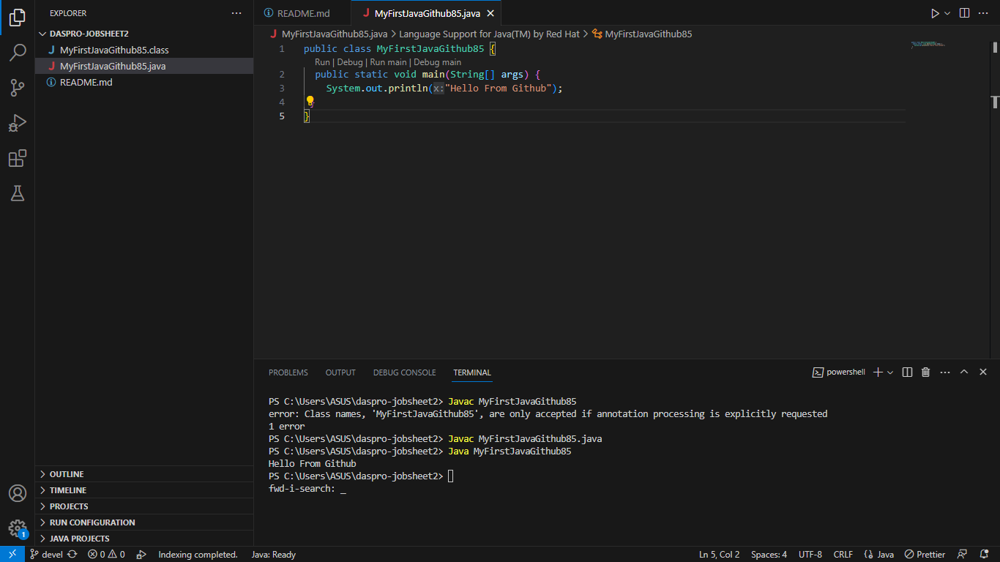 EXPLORER
DASPRO-JOBSHEET2
MyFirstJavaGithub85.class
MyFirstJavaGithub85.java
README.md
OUTLINE
TIMELINE
PROJECTS
RUN CONFIGURATION
JAVA PROJECTS
1
README.md
MyFirstJavaGithub85.java
MyFirstJavaGithub85.java > Language Support for Java(TM) by Red Hat > MyFirstJavaGithub85
1 public class MyFirstJavaGithub85 {
Run | Debug | Run main | Debug main
2 public static void main(String[] args) {
3 System.out.println(x:"Hello From Github");
4 }
5 }
PROBLEMS OUTPUT DEBUG CONSOLE TERMINAL powershell
PS C:\Users\ASUS\daspro-jobsheet2> Javac MyFirstJavaGithub85
error: Class names, 'MyFirstJavaGithub85', are only accepted if annotation processing is explicitly requested
1 error
PS C:\Users\ASUS\daspro-jobsheet2> Javac MyFirstJavaGithub85.java
PS C:\Users\ASUS\daspro-jobsheet2> Java MyFirstJavaGithub85
Hello From Github
PS C:\Users\ASUS\daspro-jobsheet2>
fwd-i-search: _
devel 0 0 Indexing completed. Java: Ready Ln 5, Col 2 Spaces: 4 UTF-8 CRLF {} Java Prettier